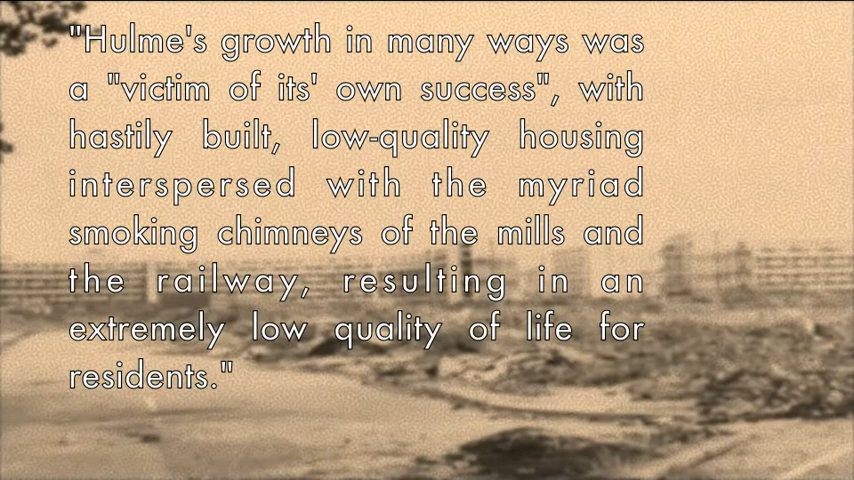 "Hulme's growth in many ways was
a "victim of its' own success", with
hastily built, low-quality housing
interspersed with the myriad
smoking chimneys of the mills and
the railway, resulting in an
extremely low quality of life for
residents."